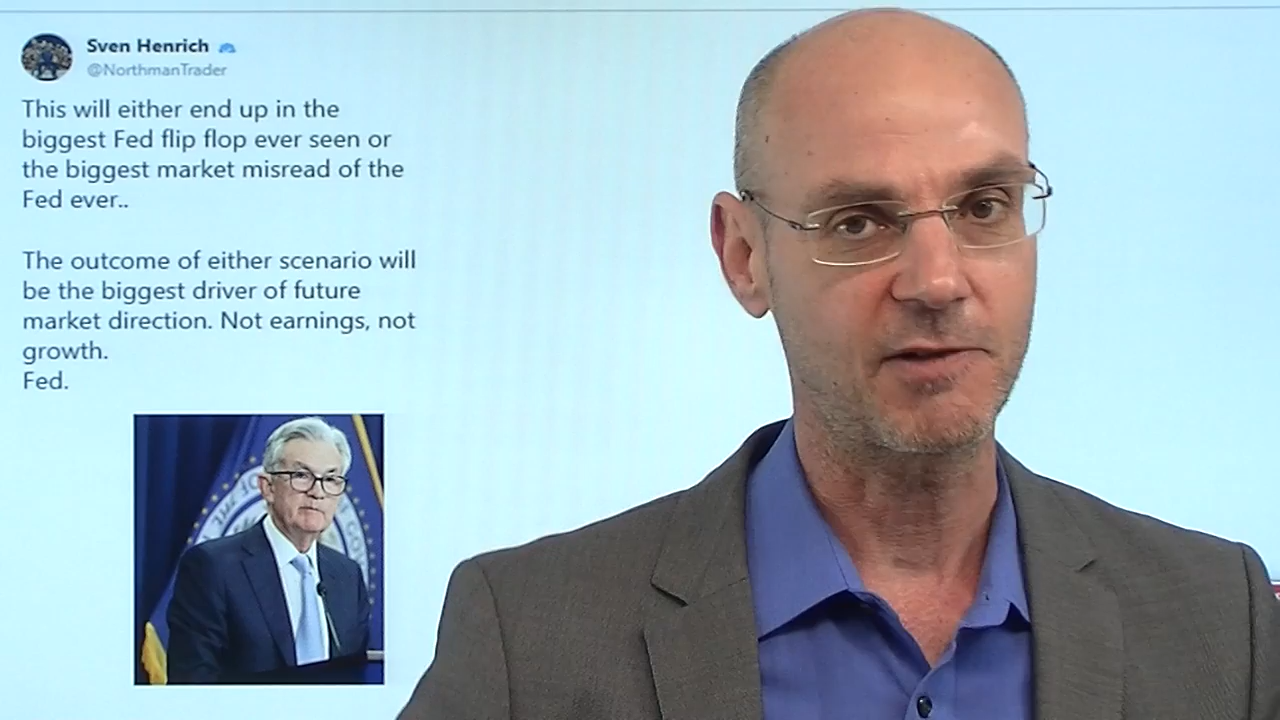 Sven Henrich
@NorthmanTrader
This will either end up in the
biggest Fed flip flop ever seen or
the biggest market misread of the
Fed ever..
The outcome of either scenario will
be the biggest driver of future
market direction. Not earnings, not
growth.
Fed.